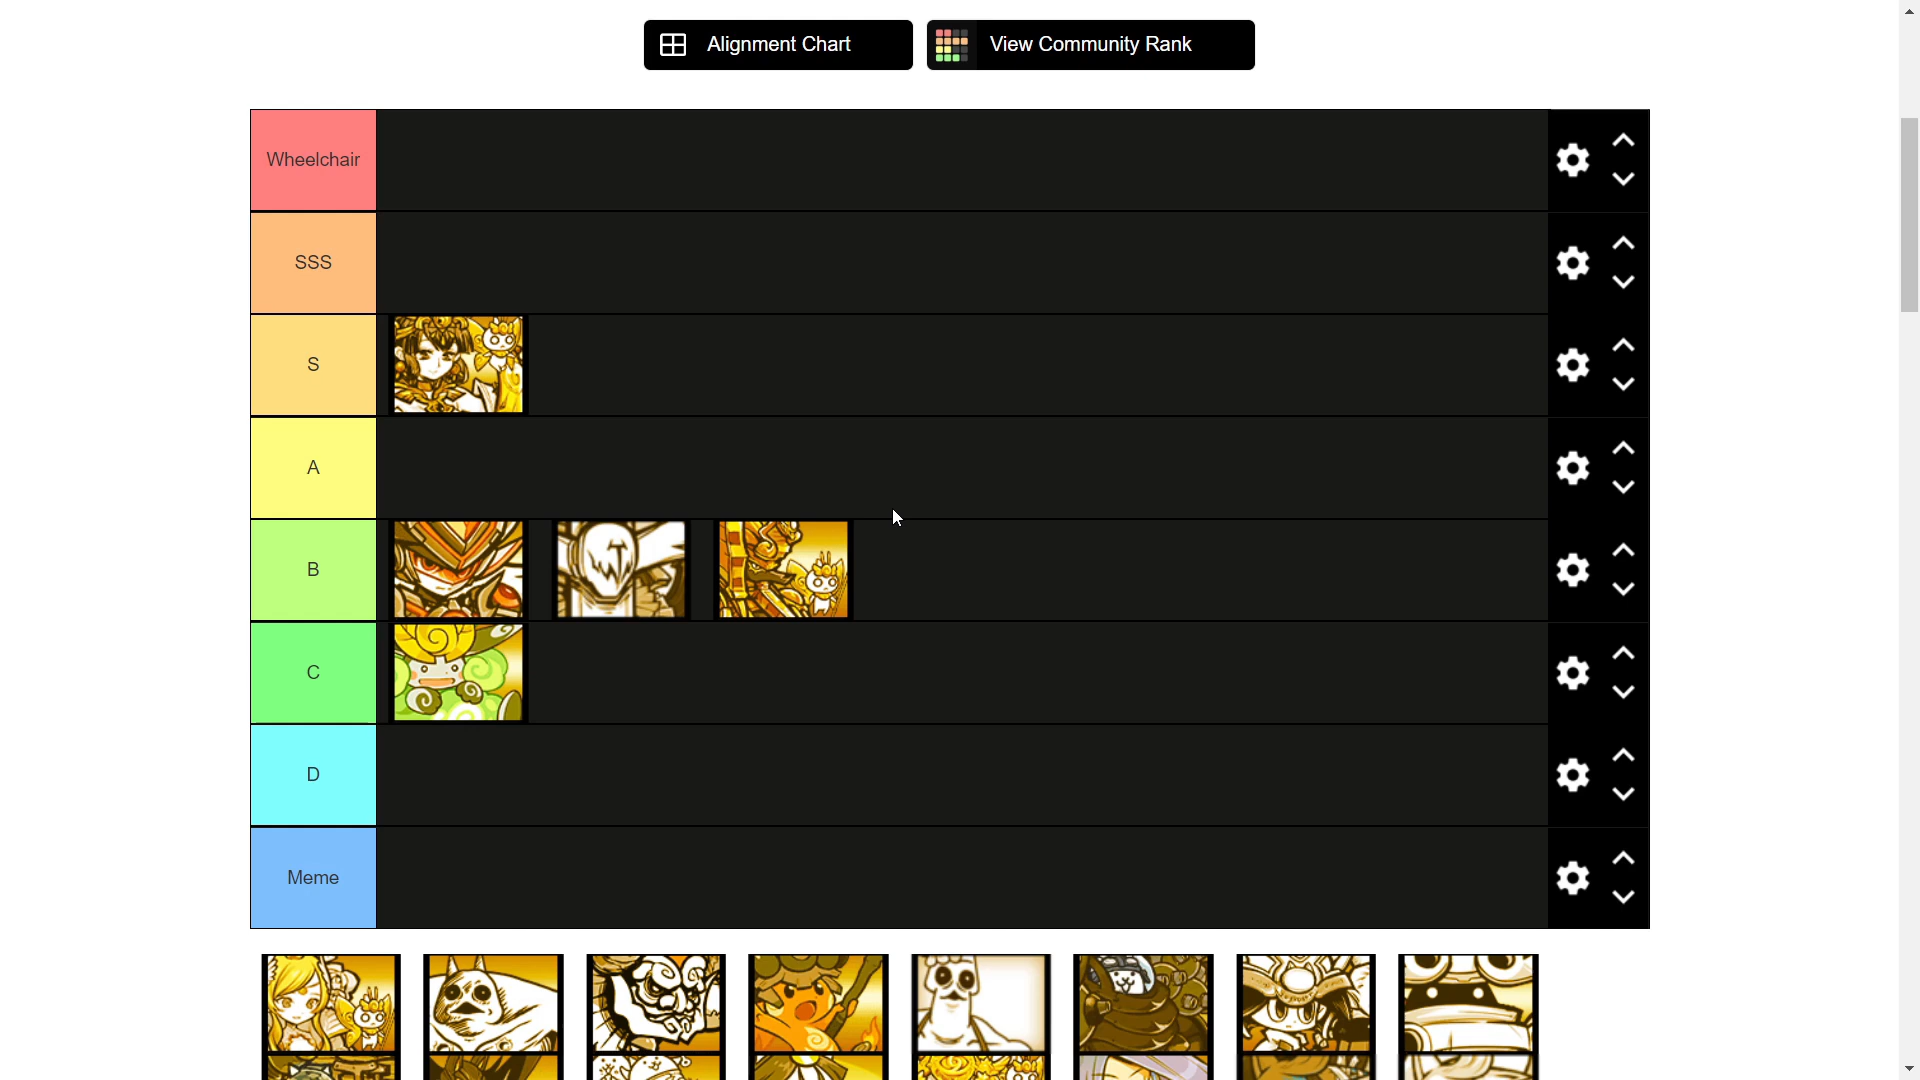 Alignment Chart
View Community Rank
Wheelchair
SSS
S
A
B
C
D
Meme